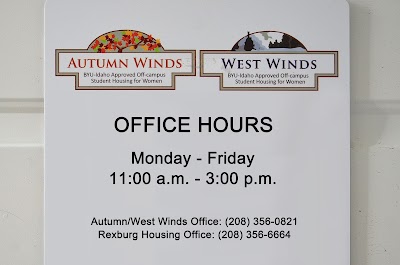 AUTUMN WINDS
BYU-Idaho Approved Off-campus
Student Housing for Women
WEST WINDS
BYU-Idaho Approved Off-campus
Student Housing for Women
OFFICE HOURS
Monday - Friday
11:00 a.m. - 3:00 p.m.
Autumn/West Winds Office: (208) 356-0821
Rexburg Housing Office: (208) 356-6664